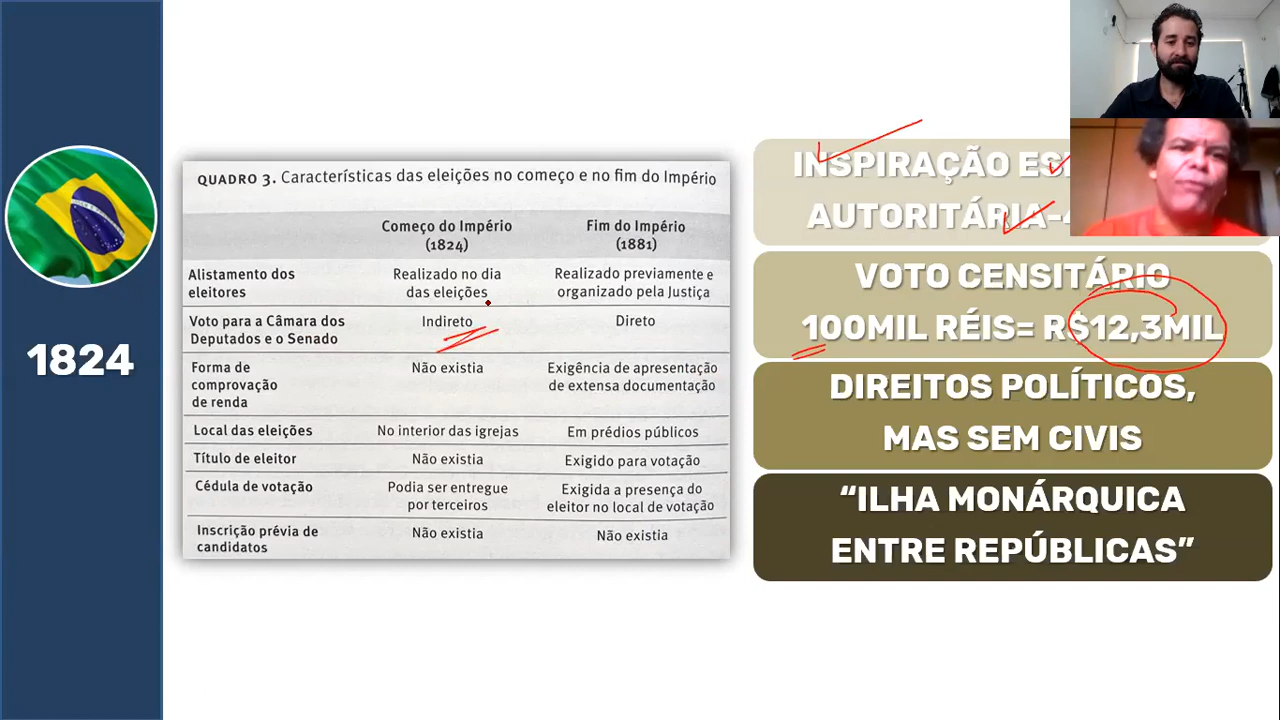 1824
QUADRO 3. Características das eleições no começo e no fim do Império
Começo do Império
(1824)
Fim do Império
(1881)
Alistamento dos
eleitores
Realizado no dia
das eleições
Realizado previamente e
organizado pela Justiça
Voto para a Câmara dos
Deputados e o Senado
Indireto
Direto
Forma de
comprovação
de renda
Não existia
Exigência de apresentação
de extensa documentação
Local das eleições
No interior das igrejas
Em prédios públicos
Título de eleitor
Não existia
Exigido para votação
Cédula de votação
Podia ser entregue
por terceiros
Exigida a presença do
eleitor no local de votação
Inscrição prévia de
candidatos
Não existia
Não existia
INSPIRAÇÃO
AUTORITÁRIA-
VOTO CENSITÁRIO
100MIL RÉIS= R$12,3MIL
DIREITOS POLÍTICOS,
MAS SEM CIVIS
“ILHA MONÁRQUICA
ENTRE REPÚBLICAS”